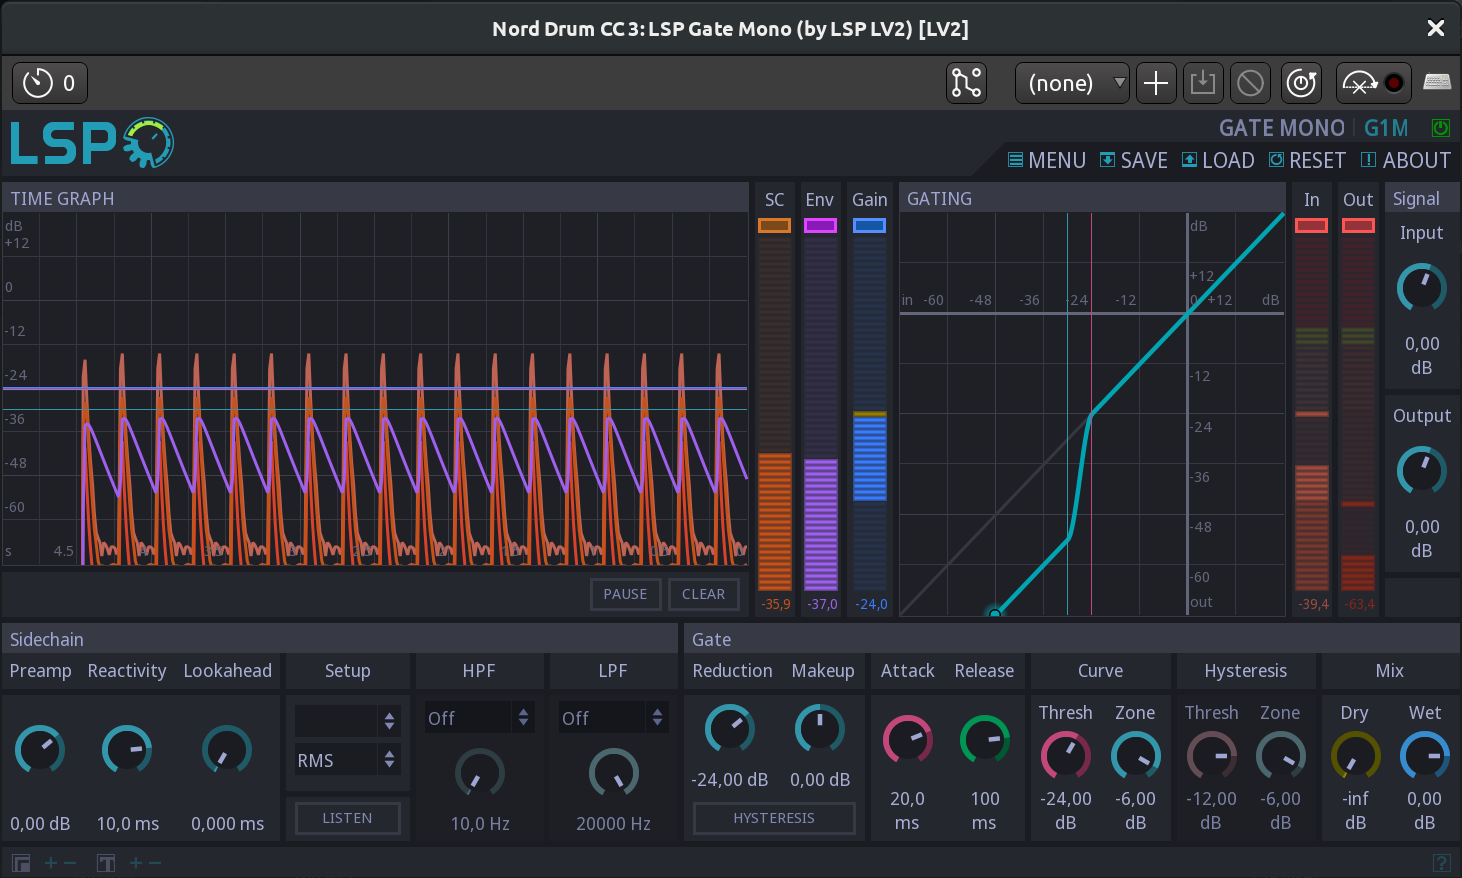 Nord Drum CC 3: LSP Gate Mono (by LSP LV2) [LV2]
0 (none)
LSP
GATE MONO G1M
MENU SAVE LOAD RESET ABOUT
TIME GRAPH
dB
+12
0
-12
-24
-36
-48
-60
s 4.5
PAUSE CLEAR
SC Env Gain
-35,9 -37,0 -24,0
GATING
dB
+12
in -60 -48 -36 -24 -12 0 +12 dB
-12
-24
-36
-48
-60
out
In Out
-39,4 -63,4
Signal
Input
0,00
dB
Output
0,00
dB
Sidechain
Preamp Reactivity Lookahead Setup HPF LPF
Off Off
RMS
0,00 dB 10,0 ms 0,000 ms LISTEN 10,0 Hz 20000 Hz
Gate
Reduction Makeup Attack Release Curve Hysteresis Mix
Thresh Zone Thresh Zone Dry Wet
-24,00 dB 0,00 dB
20,0
ms
100
ms
-24,00
dB
-6,00
dB
-12,00
dB
-6,00
dB
-inf
dB
0,00
dB
HYSTERESIS